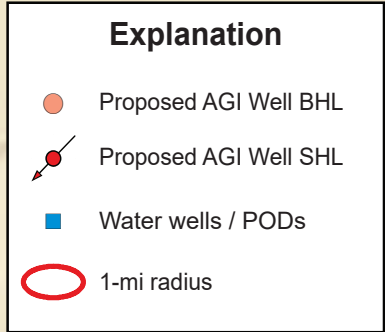 Explanation
Proposed AGI Well BHL
Proposed AGI Well SHL
Water wells / PODs
1-mi radius